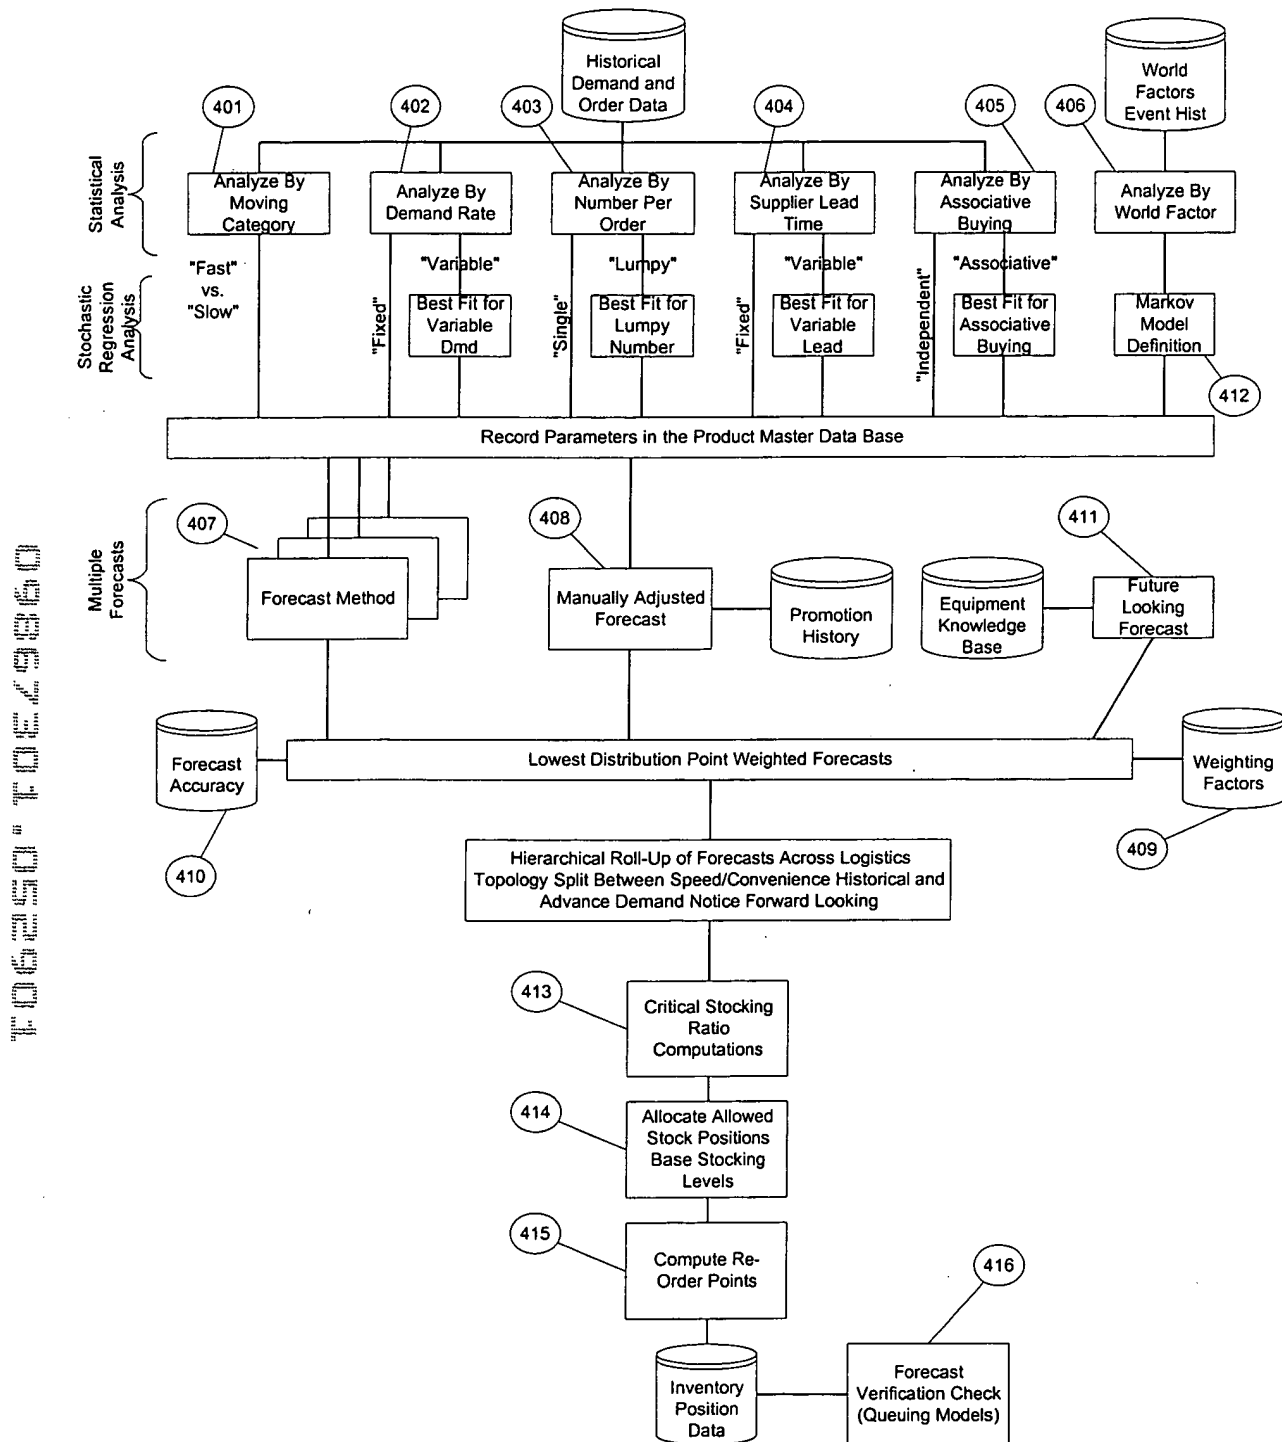 Historical
Demand and
Order Data
World
Factors
Event Hist
401
402
403
404
405
406
Statistical
Analysis
Analyze By
Moving
Category
Analyze By
Demand Rate
Analyze By
Number Per
Order
Analyze By
Supplier Lead
Time
Analyze By
Associative
Buying
Analyze By
World Factor
Stochastic
Regression
Analysis
"Fast"
vs.
"Slow"
"Fixed"
"Variable"
Best Fit for
Variable
Dmd
"Single"
"Lumpy"
Best Fit for
Lumpy
Number
"Fixed"
"Variable"
Best Fit for
Variable
Lead
"Independent"
"Associative"
Best Fit for
Associative
Buying
Markov
Model
Definition
412
Record Parameters in the Product Master Data Base
Multiple
Forecasts
407
Forecast Method
408
Manually Adjusted
Forecast
Promotion
History
Equipment
Knowledge
Base
411
Future
Looking
Forecast
Forecast
Accuracy
410
Lowest Distribution Point Weighted Forecasts
Weighting
Factors
409
Hierarchical Roll-Up of Forecasts Across Logistics
Topology Split Between Speed/Convenience Historical and
Advance Demand Notice Forward Looking
413
Critical Stocking
Ratio
Computations
414
Allocate Allowed
Stock Positions
Base Stocking
Levels
415
Compute Re-
Order Points
416
Inventory
Position
Data
Forecast
Verification Check
(Queuing Models)
09867301.052901